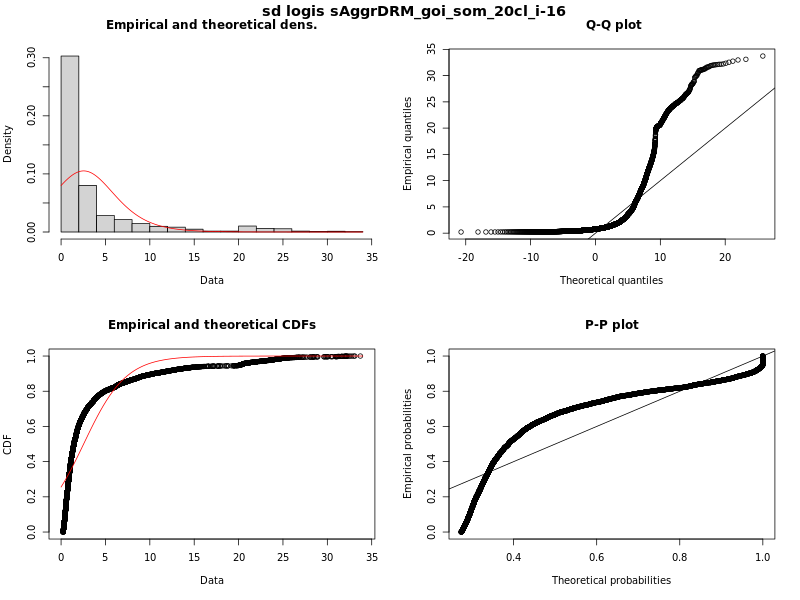 sd logis sAggrDRM_goi_som_20cl_i-16
Empirical and theoretical dens.
Density
0.00 0.10 0.20 0.30
0 5 10 15 20 25 30 35
Data
Q-Q plot
Empirical quantiles
0 5 10 15 20 25 30 35
-20 -10 0 10 20
Theoretical quantiles
Empirical and theoretical CDFs
CDF
0.0 0.2 0.4 0.6 0.8 1.0
0 5 10 15 20 25 30 35
Data
P-P plot
Empirical probabilities
0.0 0.2 0.4 0.6 0.8 1.0
0.4 0.6 0.8 1.0
Theoretical probabilities